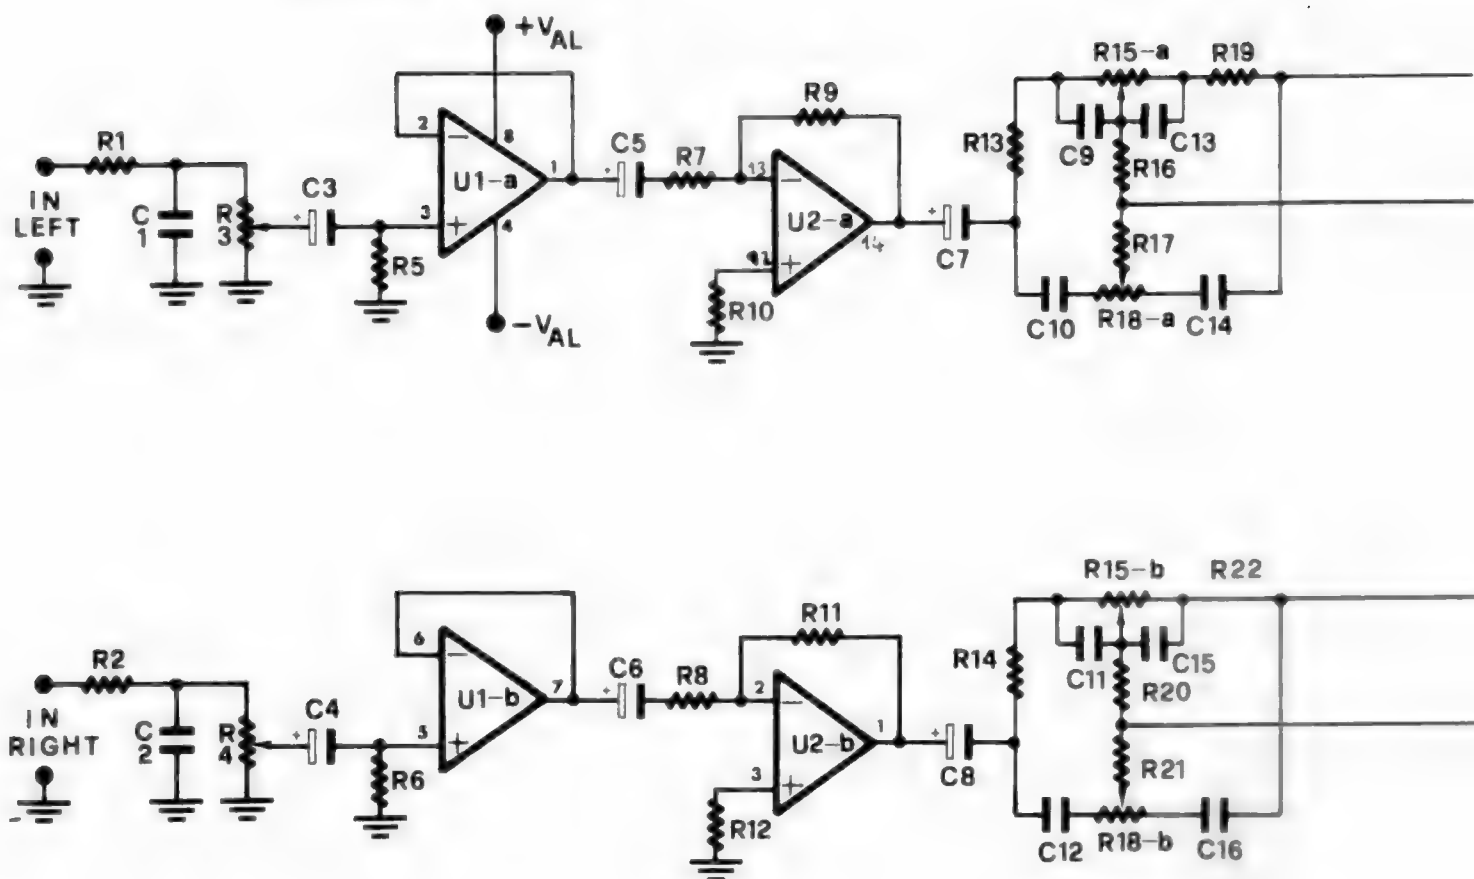 +VAL
R15-a
R19
R9
R1
C5
R7
R13
C9
C13
2
8
IN
LEFT
C
1
R
3
C3
+
U1-a
1
+
13
R16
3
4
R5
U2-a
14
+
C7
R17
R10
C10
R18-a
C14
-VAL
R15-b
R22
R11
R2
6
C6
R8
R14
C11
C15
IN
RIGHT
C
2
R
4
C4
+
U1-b
7
+
2
R20
5
R6
U2-b
1
+
C8
R21
3
R12
C12
R18-b
C16